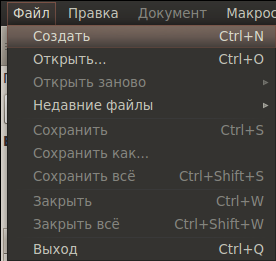 Файл Правка Документ Макрос
Создать Ctrl+N
Открыть... Ctrl+O
Открыть заново
Недавние файлы
Сохранить Ctrl+S
Сохранить как...
Сохранить всё Ctrl+Shift+S
Закрыть Ctrl+W
Закрыть всё Ctrl+Shift+W
Выход Ctrl+Q